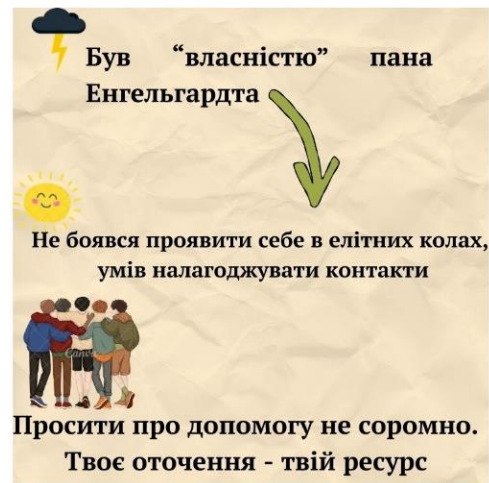 Був “власністю” пана
Енгельгардта
Не боявся проявити себе в елітних колах,
умів налагоджувати контакти
Canva
Просити про допомогу не соромно.
Твоє оточення - твій ресурс